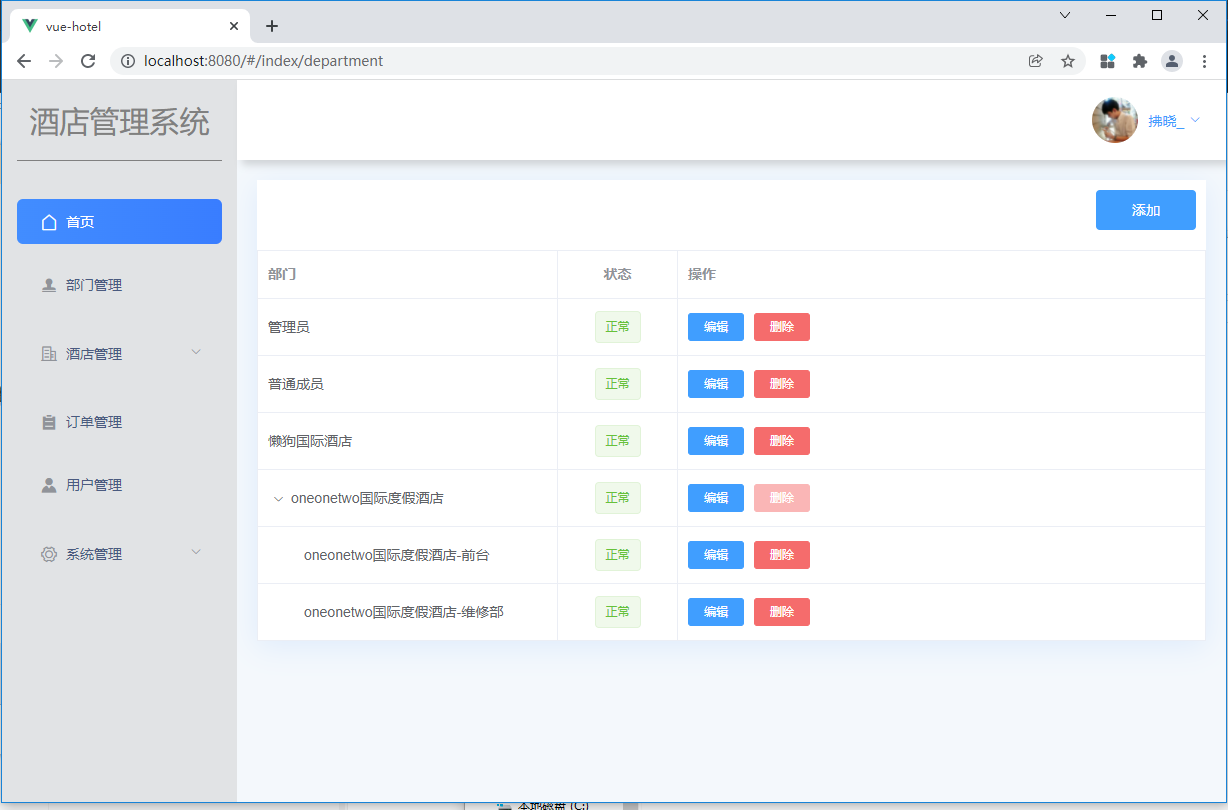 vue-hotel
localhost:8080/#/index/department
酒店管理系统
拂晓_
首页
部门管理
酒店管理
订单管理
用户管理
系统管理
添加
部门 状态 操作
管理员 正常 编辑 删除
普通成员 正常 编辑 删除
懒狗国际酒店 正常 编辑 删除
oneonetwo国际度假酒店 正常 编辑 删除
oneonetwo国际度假酒店-前台 正常 编辑 删除
oneonetwo国际度假酒店-维修部 正常 编辑 删除
本地磁盘 (C:)